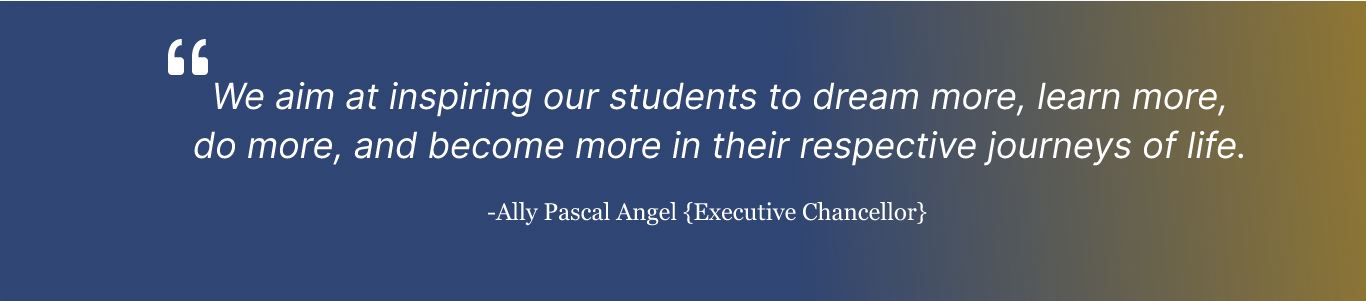 “We aim at inspiring our students to dream more, learn more,
do more, and become more in their respective journeys of life.
-Ally Pascal Angel {Executive Chancellor}